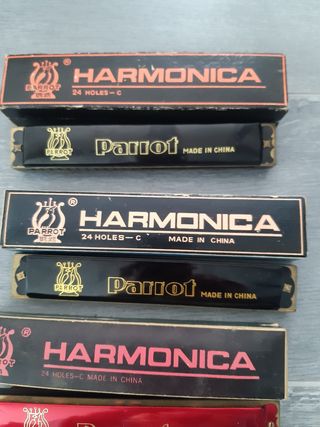 ® HARMONICA
PARROT 24 HOLES-C
Parrot MADE IN CHINA
PARROT
® HARMONICA
PARROT 24 HOLES-C MADE IN CHINA
Parrot MADE IN CHINA
PARROT
® HARMONICA
24 HOLES-C MADE IN CHINA
Parrot